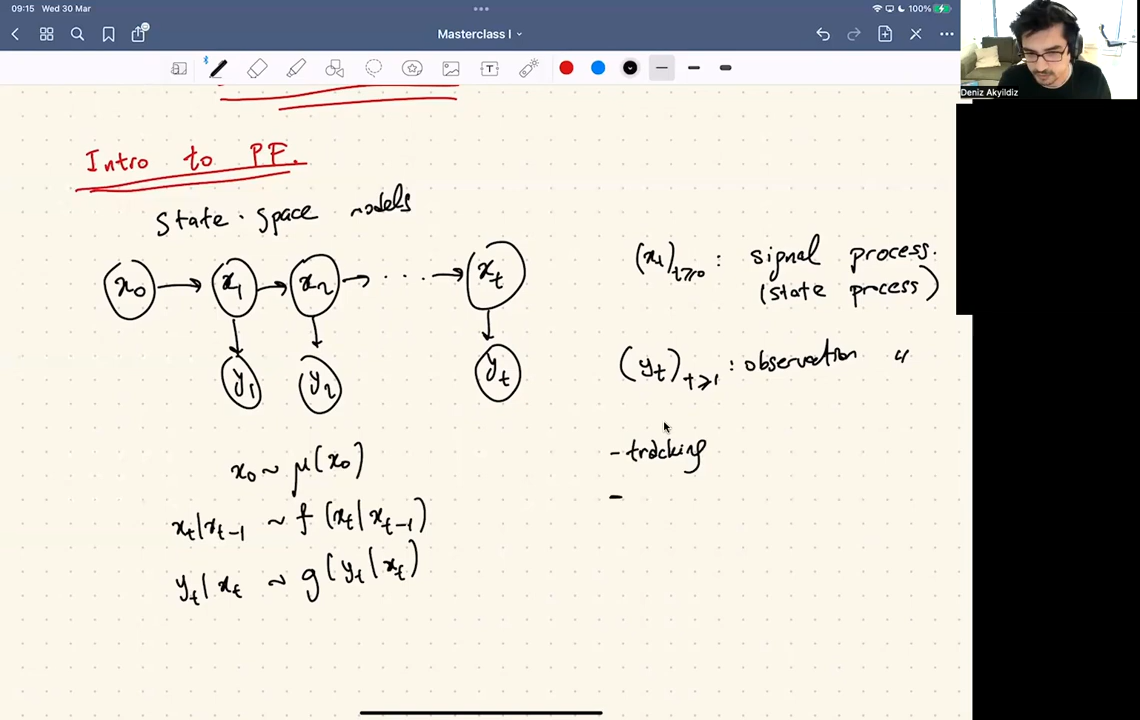 09:15 Wed 30 Mar
100%
Masterclass I
Deniz Akyildiz
Intro to PF.
State-space models
x₀ → x₁ → x₂ → ... → xₜ
y₁ y₂ yₜ
(xₜ)ₜ≥₀ : signal process.
(state process)
(yₜ)ₜ≥₁ : observation "
- tracking
-
x₀ ~ μ(x₀)
xₜ|xₜ₋₁ ~ f(xₜ|xₜ₋₁)
yₜ|xₜ ~ g(yₜ|xₜ)